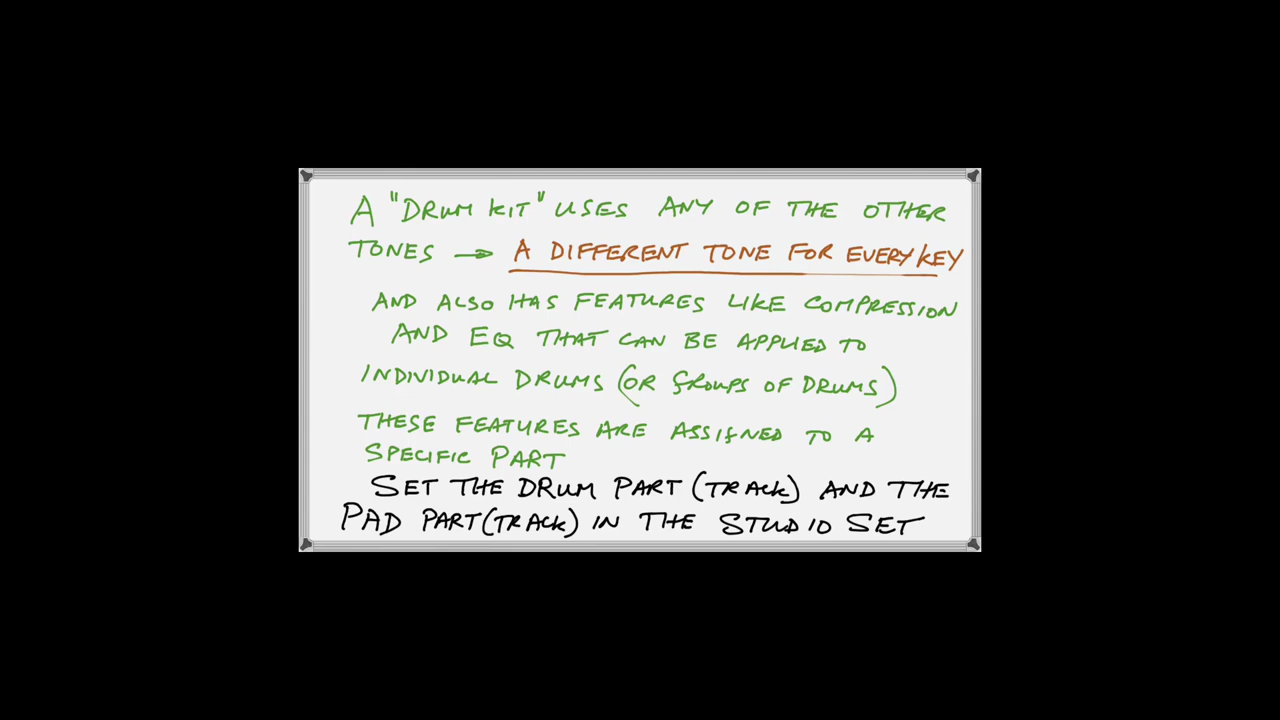 A "DRUM KIT" USES ANY OF THE OTHER
TONES → A DIFFERENT TONE FOR EVERY KEY
AND ALSO HAS FEATURES LIKE COMPRESSION
AND EQ THAT CAN BE APPLIED TO
INDIVIDUAL DRUMS (OR GROUPS OF DRUMS)
THESE FEATURES ARE ASSIGNED TO A
SPECIFIC PART
SET THE DRUM PART (TRACK) AND THE
PAD PART (TRACK) IN THE STUDIO SET